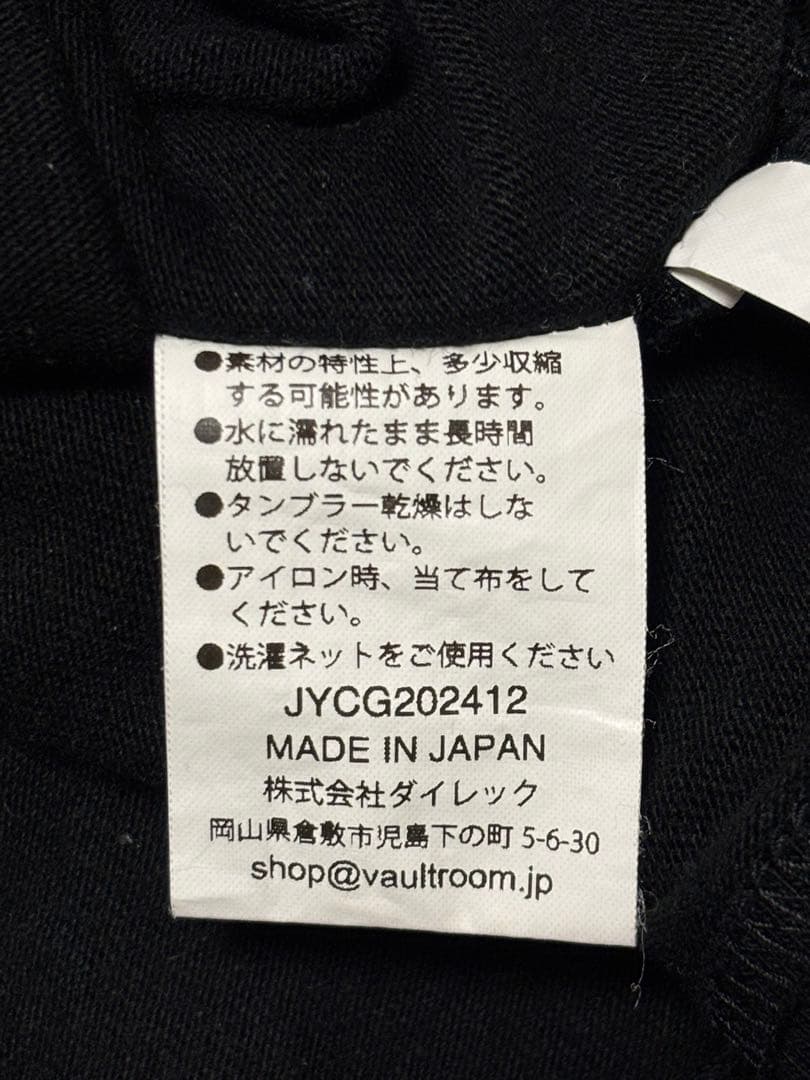 ●素材の特性上、多少収縮
する可能性があります。
●水に濡れたまま長時間
放置しないでください。
●タンブラー乾燥はしな
いでください。
●アイロン時、当て布をして
ください。
●洗濯ネットをご使用ください
JYCG202412
MADE IN JAPAN
株式会社ダイレック
岡山県倉敷市児島下の町 5-6-30
shop@vaultroom.jp